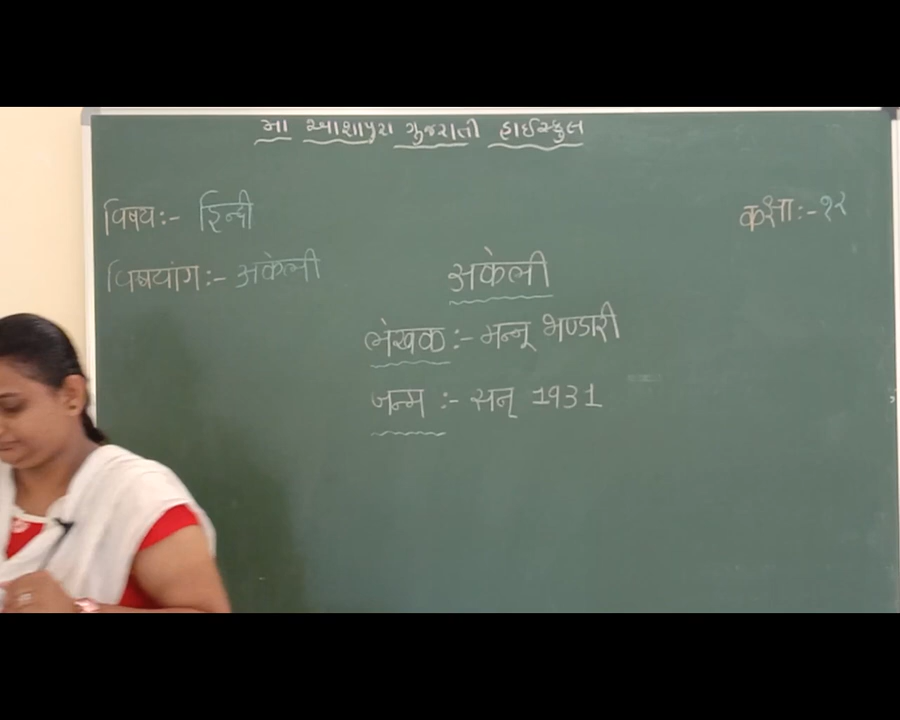 મા આશાપુરા ગુજરાતી હાઈસ્કુલ
विषय:- हिन्दी
कक्षा:- १२
विषयांग:- अकेली
अकेली
लेखक:- मन्नू भण्डारी
जन्म:- सन् 1931